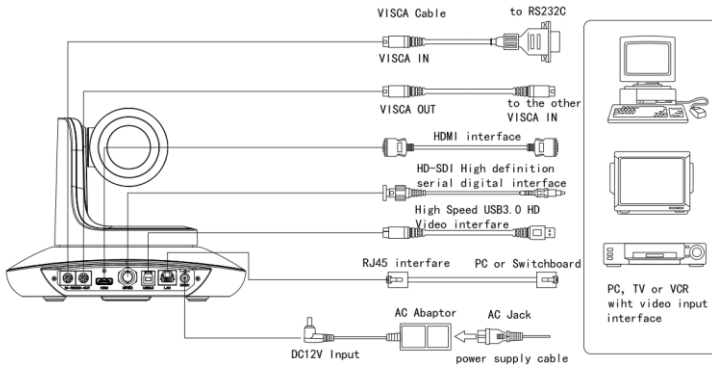 VISCA Cable
to RS232C
VISCA IN
VISCA OUT
to the other
VISCA IN
HDMI interface
HD-SDI High definition
serial digital interface
High Speed USB3.0 HD
Video interfare
RJ45 interfare
PC or Switchboard
AC Abaptor
AC Jack
DC12V Input
power supply cable
PC, TV or VCR
wiht video input
interface